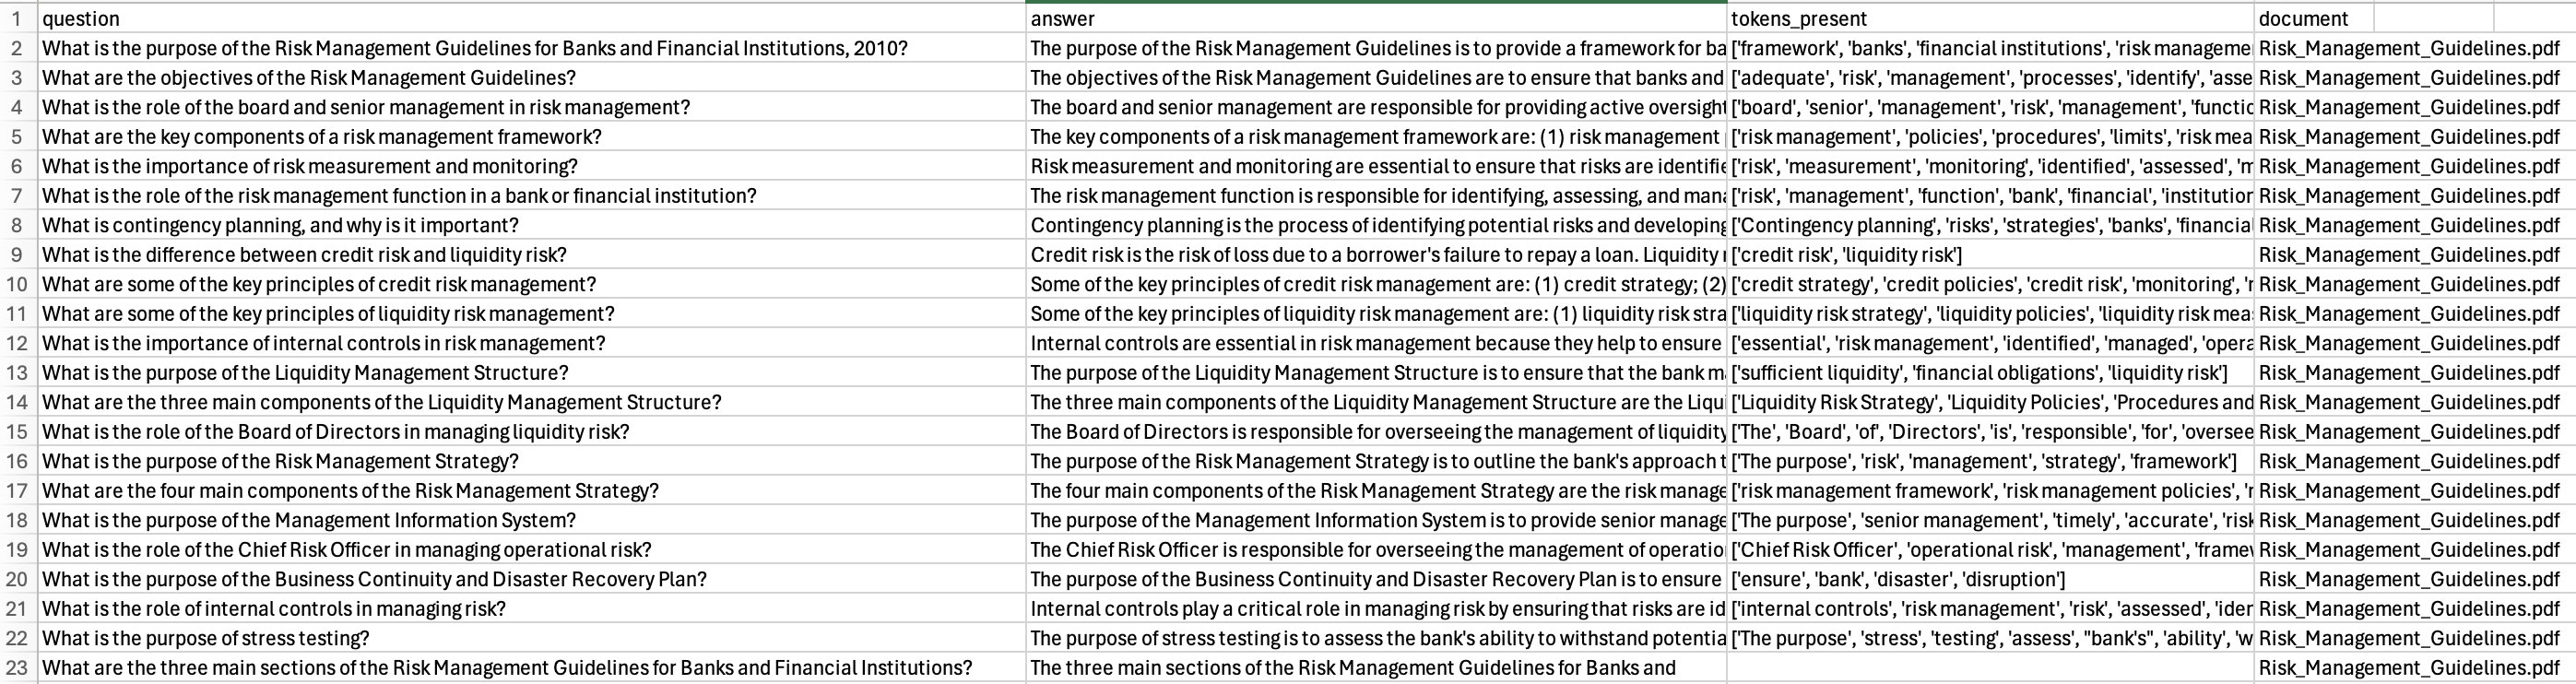 1 question answer tokens_present document
2 What is the purpose of the Risk Management Guidelines for Banks and Financial Institutions, 2010? The purpose of the Risk Management Guidelines is to provide a framework for ba ['framework', 'banks', 'financial institutions', 'risk manageme Risk_Management_Guidelines.pdf
3 What are the objectives of the Risk Management Guidelines? The objectives of the Risk Management Guidelines are to ensure that banks and ['adequate', 'risk', 'management', 'processes', 'identify', 'asse Risk_Management_Guidelines.pdf
4 What is the role of the board and senior management in risk management? The board and senior management are responsible for providing active oversight ['board', 'senior', 'management', 'risk', 'management', 'functio Risk_Management_Guidelines.pdf
5 What are the key components of a risk management framework? The key components of a risk management framework are: (1) risk management ['risk management', 'policies', 'procedures', 'limits', 'risk mea Risk_Management_Guidelines.pdf
6 What is the importance of risk measurement and monitoring? Risk measurement and monitoring are essential to ensure that risks are identifie ['risk', 'measurement', 'monitoring', 'identified', 'assessed', 'm Risk_Management_Guidelines.pdf
7 What is the role of the risk management function in a bank or financial institution? The risk management function is responsible for identifying, assessing, and mana ['risk', 'management', 'function', 'bank', 'financial', 'institution Risk_Management_Guidelines.pdf
8 What is contingency planning, and why is it important? Contingency planning is the process of identifying potential risks and developing ['Contingency planning', 'risks', 'strategies', 'banks', 'financial Risk_Management_Guidelines.pdf
9 What is the difference between credit risk and liquidity risk? Credit risk is the risk of loss due to a borrower's failure to repay a loan. Liquidity ['credit risk', 'liquidity risk'] Risk_Management_Guidelines.pdf
10 What are some of the key principles of credit risk management? Some of the key principles of credit risk management are: (1) credit strategy; (2) ['credit strategy', 'credit policies', 'credit risk', 'monitoring', 'r Risk_Management_Guidelines.pdf
11 What are some of the key principles of liquidity risk management? Some of the key principles of liquidity risk management are: (1) liquidity risk stra ['liquidity risk strategy', 'liquidity policies', 'liquidity risk mea Risk_Management_Guidelines.pdf
12 What is the importance of internal controls in risk management? Internal controls are essential in risk management because they help to ensure ['essential', 'risk management', 'identified', 'managed', 'opera Risk_Management_Guidelines.pdf
13 What is the purpose of the Liquidity Management Structure? The purpose of the Liquidity Management Structure is to ensure that the bank ma ['sufficient liquidity', 'financial obligations', 'liquidity risk'] Risk_Management_Guidelines.pdf
14 What are the three main components of the Liquidity Management Structure? The three main components of the Liquidity Management Structure are the Liqui ['Liquidity Risk Strategy', 'Liquidity Policies', 'Procedures and Risk_Management_Guidelines.pdf
15 What is the role of the Board of Directors in managing liquidity risk? The Board of Directors is responsible for overseeing the management of liquidity ['The', 'Board', 'of', 'Directors', 'is', 'responsible', 'for', 'oversee Risk_Management_Guidelines.pdf
16 What is the purpose of the Risk Management Strategy? The purpose of the Risk Management Strategy is to outline the bank's approach t ['The purpose', 'risk', 'management', 'strategy', 'framework'] Risk_Management_Guidelines.pdf
17 What are the four main components of the Risk Management Strategy? The four main components of the Risk Management Strategy are the risk manage ['risk management framework', 'risk management policies', 'r Risk_Management_Guidelines.pdf
18 What is the purpose of the Management Information System? The purpose of the Management Information System is to provide senior manage ['The purpose', 'senior management', 'timely', 'accurate', 'risk Risk_Management_Guidelines.pdf
19 What is the role of the Chief Risk Officer in managing operational risk? The Chief Risk Officer is responsible for overseeing the management of operatio ['Chief Risk Officer', 'operational risk', 'management', 'framew Risk_Management_Guidelines.pdf
20 What is the purpose of the Business Continuity and Disaster Recovery Plan? The purpose of the Business Continuity and Disaster Recovery Plan is to ensure ['ensure', 'bank', 'disaster', 'disruption'] Risk_Management_Guidelines.pdf
21 What is the role of internal controls in managing risk? Internal controls play a critical role in managing risk by ensuring that risks are id ['internal controls', 'risk management', 'risk', 'assessed', 'iden Risk_Management_Guidelines.pdf
22 What is the purpose of stress testing? The purpose of stress testing is to assess the bank's ability to withstand potentia ['The purpose', 'stress', 'testing', 'assess', "bank's", 'ability', 'w Risk_Management_Guidelines.pdf
23 What are the three main sections of the Risk Management Guidelines for Banks and Financial Institutions? The three main sections of the Risk Management Guidelines for Banks and Risk_Management_Guidelines.pdf